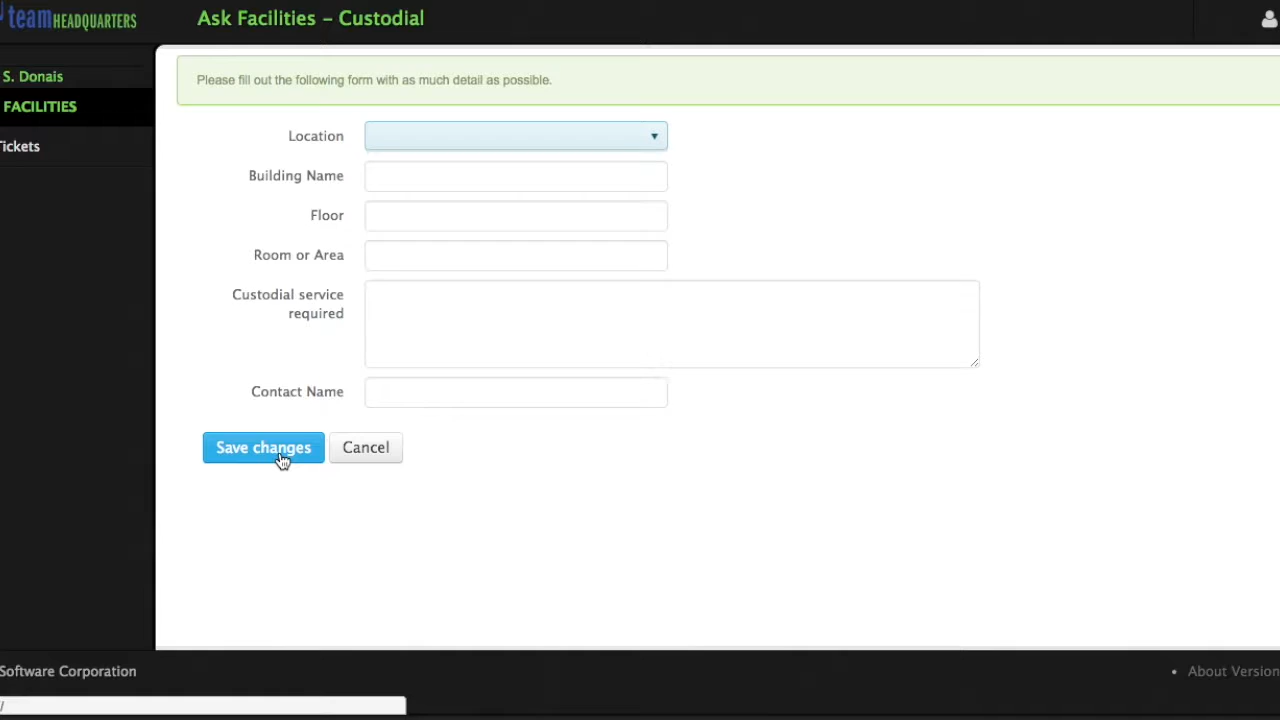 teamHEADQUARTERS
Ask Facilities – Custodial
S. Donais
FACILITIES
Tickets
Please fill out the following form with as much detail as possible.
Location
Building Name
Floor
Room or Area
Custodial service
required
Contact Name
Save changes
Cancel
Software Corporation
• About Version
/